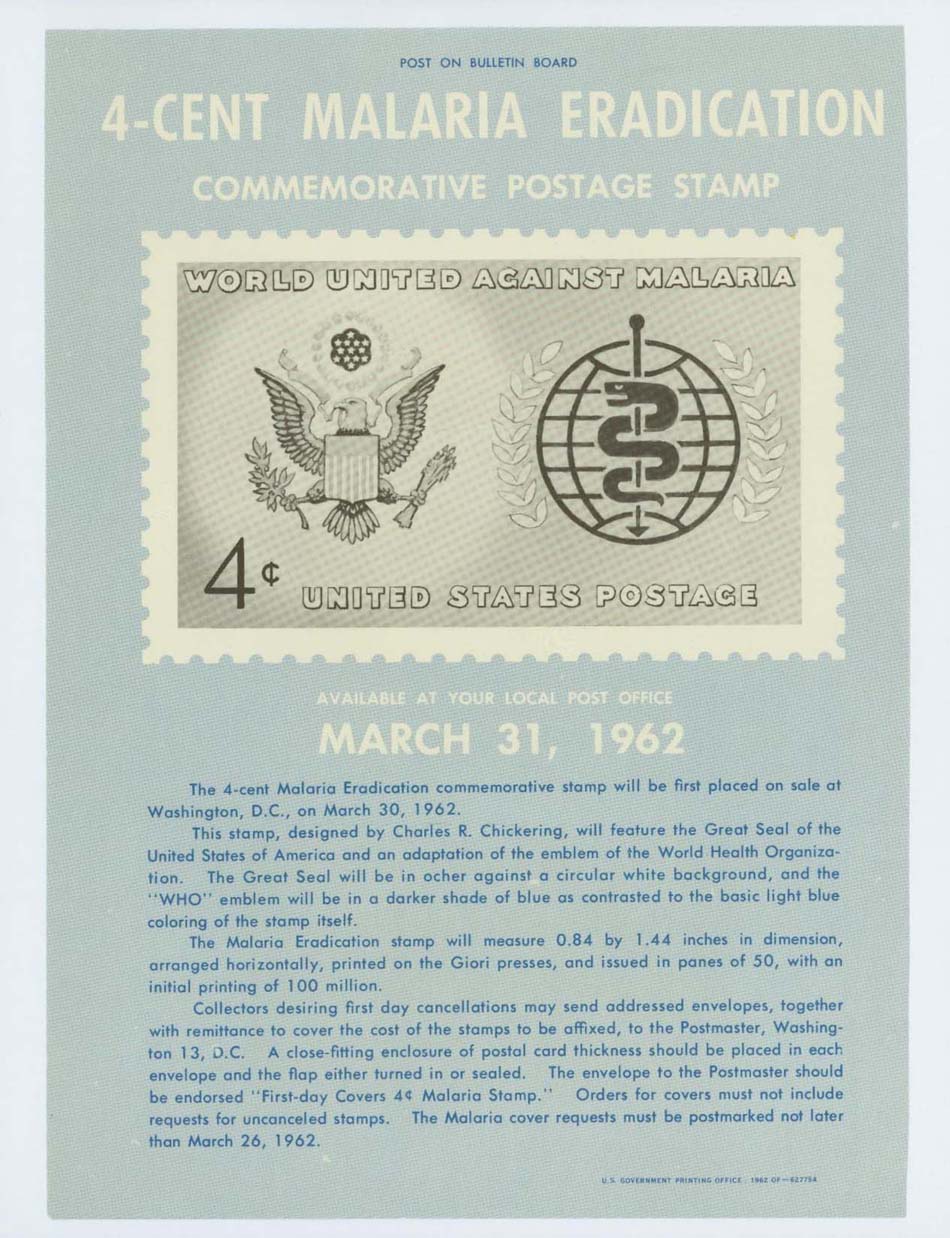 POST ON BULLETIN BOARD
4-CENT MALARIA ERADICATION
COMMEMORATIVE POSTAGE STAMP
WORLD UNITED AGAINST MALARIA
4¢
UNITED STATES POSTAGE
AVAILABLE AT YOUR LOCAL POST OFFICE
MARCH 31, 1962
The 4-cent Malaria Eradication commemorative stamp will be first placed on sale at
Washington, D.C., on March 30, 1962.
This stamp, designed by Charles R. Chickering, will feature the Great Seal of the
United States of America and an adaptation of the emblem of the World Health Organiza-
tion. The Great Seal will be in ocher against a circular white background, and the
"WHO" emblem will be in a darker shade of blue as contrasted to the basic light blue
coloring of the stamp itself.
The Malaria Eradication stamp will measure 0.84 by 1.44 inches in dimension,
arranged horizontally, printed on the Giori presses, and issued in panes of 50, with an
initial printing of 100 million.
Collectors desiring first day cancellations may send addressed envelopes, together
with remittance to cover the cost of the stamps to be affixed, to the Postmaster, Washing-
ton 13, D.C. A close-fitting enclosure of postal card thickness should be placed in each
envelope and the flap either turned in or sealed. The envelope to the Postmaster should
be endorsed "First-day Covers 4¢ Malaria Stamp." Orders for covers must not include
requests for uncanceled stamps. The Malaria cover requests must be postmarked not later
than March 26, 1962.
U.S. GOVERNMENT PRINTING OFFICE : 1962 OF—627754